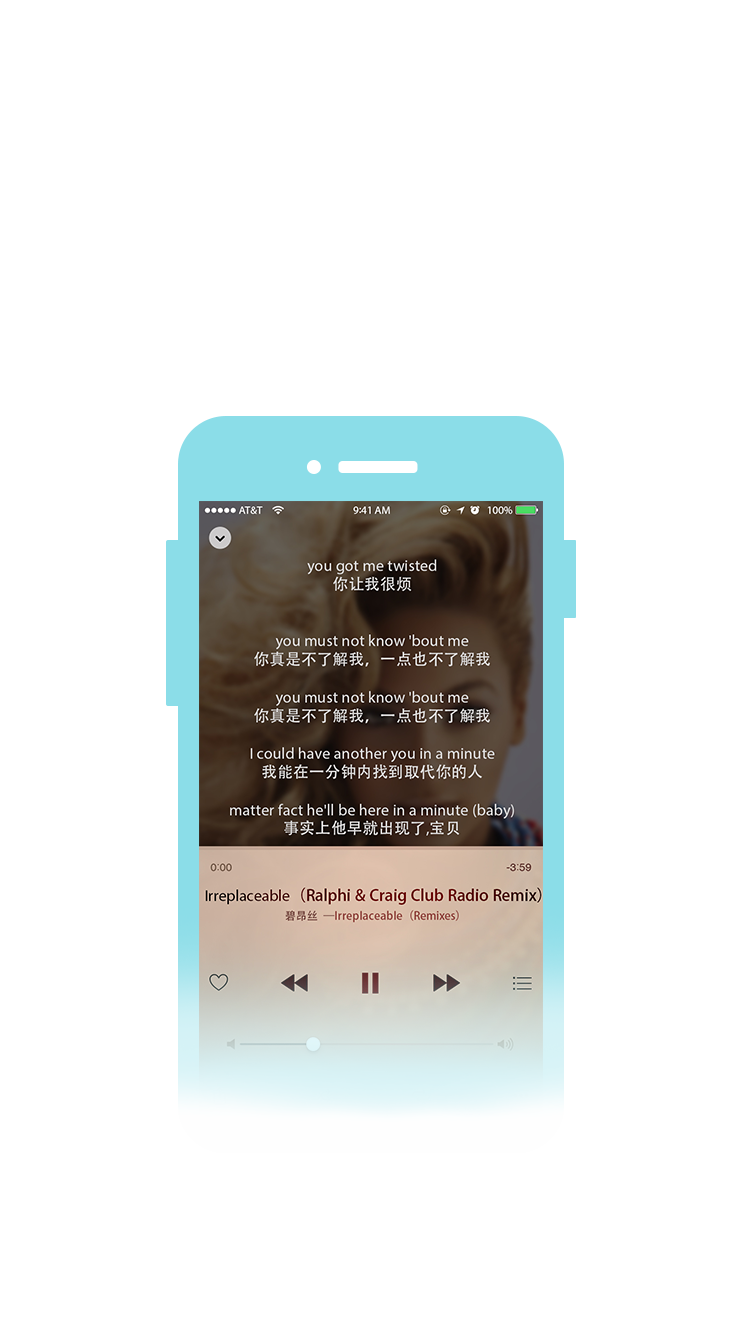 AT&T 9:41 AM 100%
you got me twisted
你让我很烦
you must not know 'bout me
你真是不了解我，一点也不了解我
you must not know 'bout me
你真是不了解我，一点也不了解我
I could have another you in a minute
我能在一分钟内找到取代你的人
matter fact he'll be here in a minute (baby)
事实上他早就出现了,宝贝
0:00 -3:59
Irreplaceable（Ralphi & Craig Club Radio Remix）
碧昂丝 —Irreplaceable（Remixes）